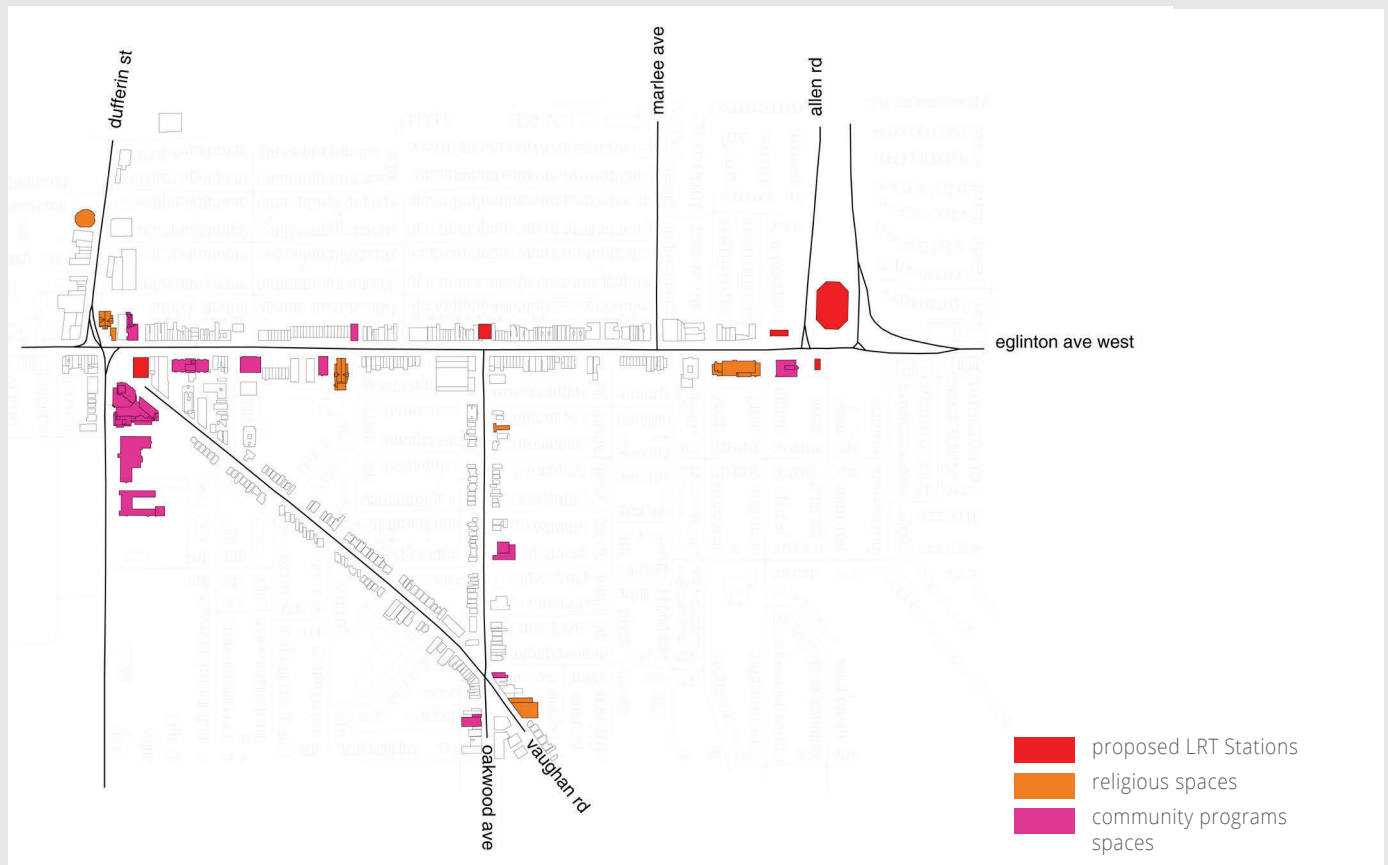 dufferin st
marlee ave
allen rd
eglinton ave west
oakwood ave
vaughan rd
proposed LRT Stations
religious spaces
community programs
spaces